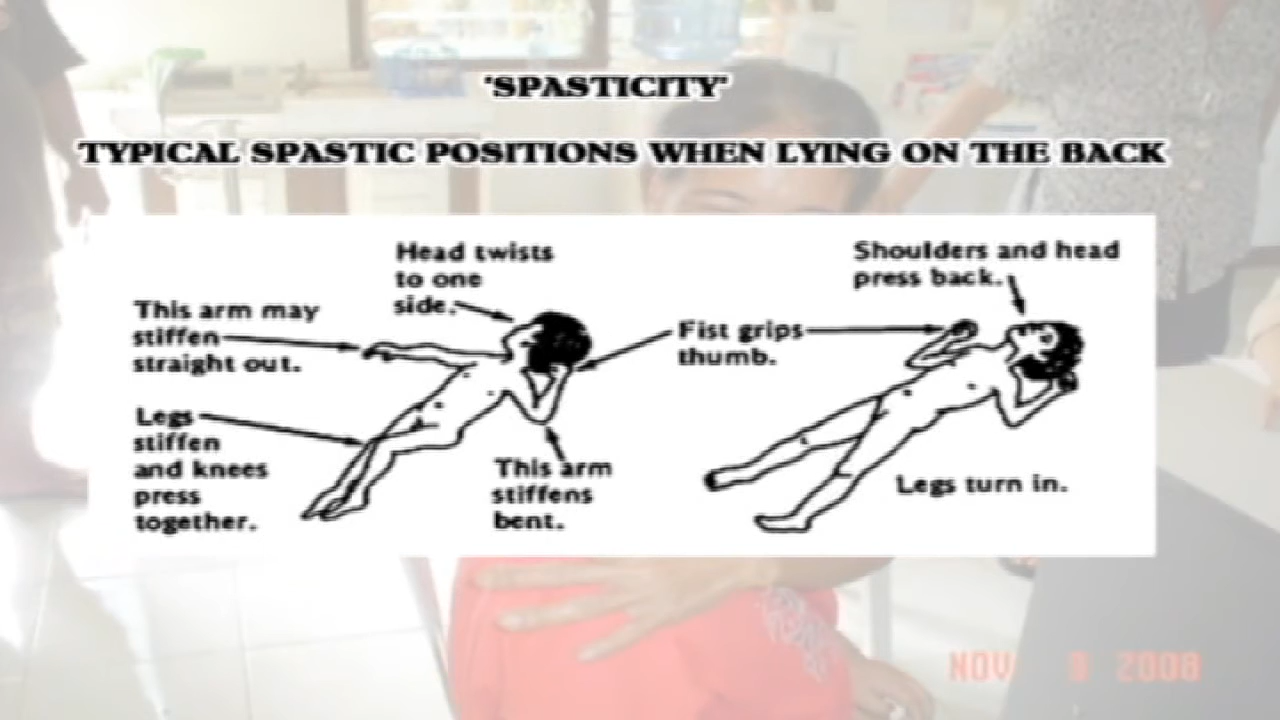 'SPASTICITY'
TYPICAL SPASTIC POSITIONS WHEN LYING ON THE BACK
Head twists
to one
side.
This arm may
stiffen
straight out.
Legs
stiffen
and knees
press
together.
This arm
stiffens
bent.
Fist grips
thumb.
Shoulders and head
press back.
Legs turn in.
NOV 9 2006